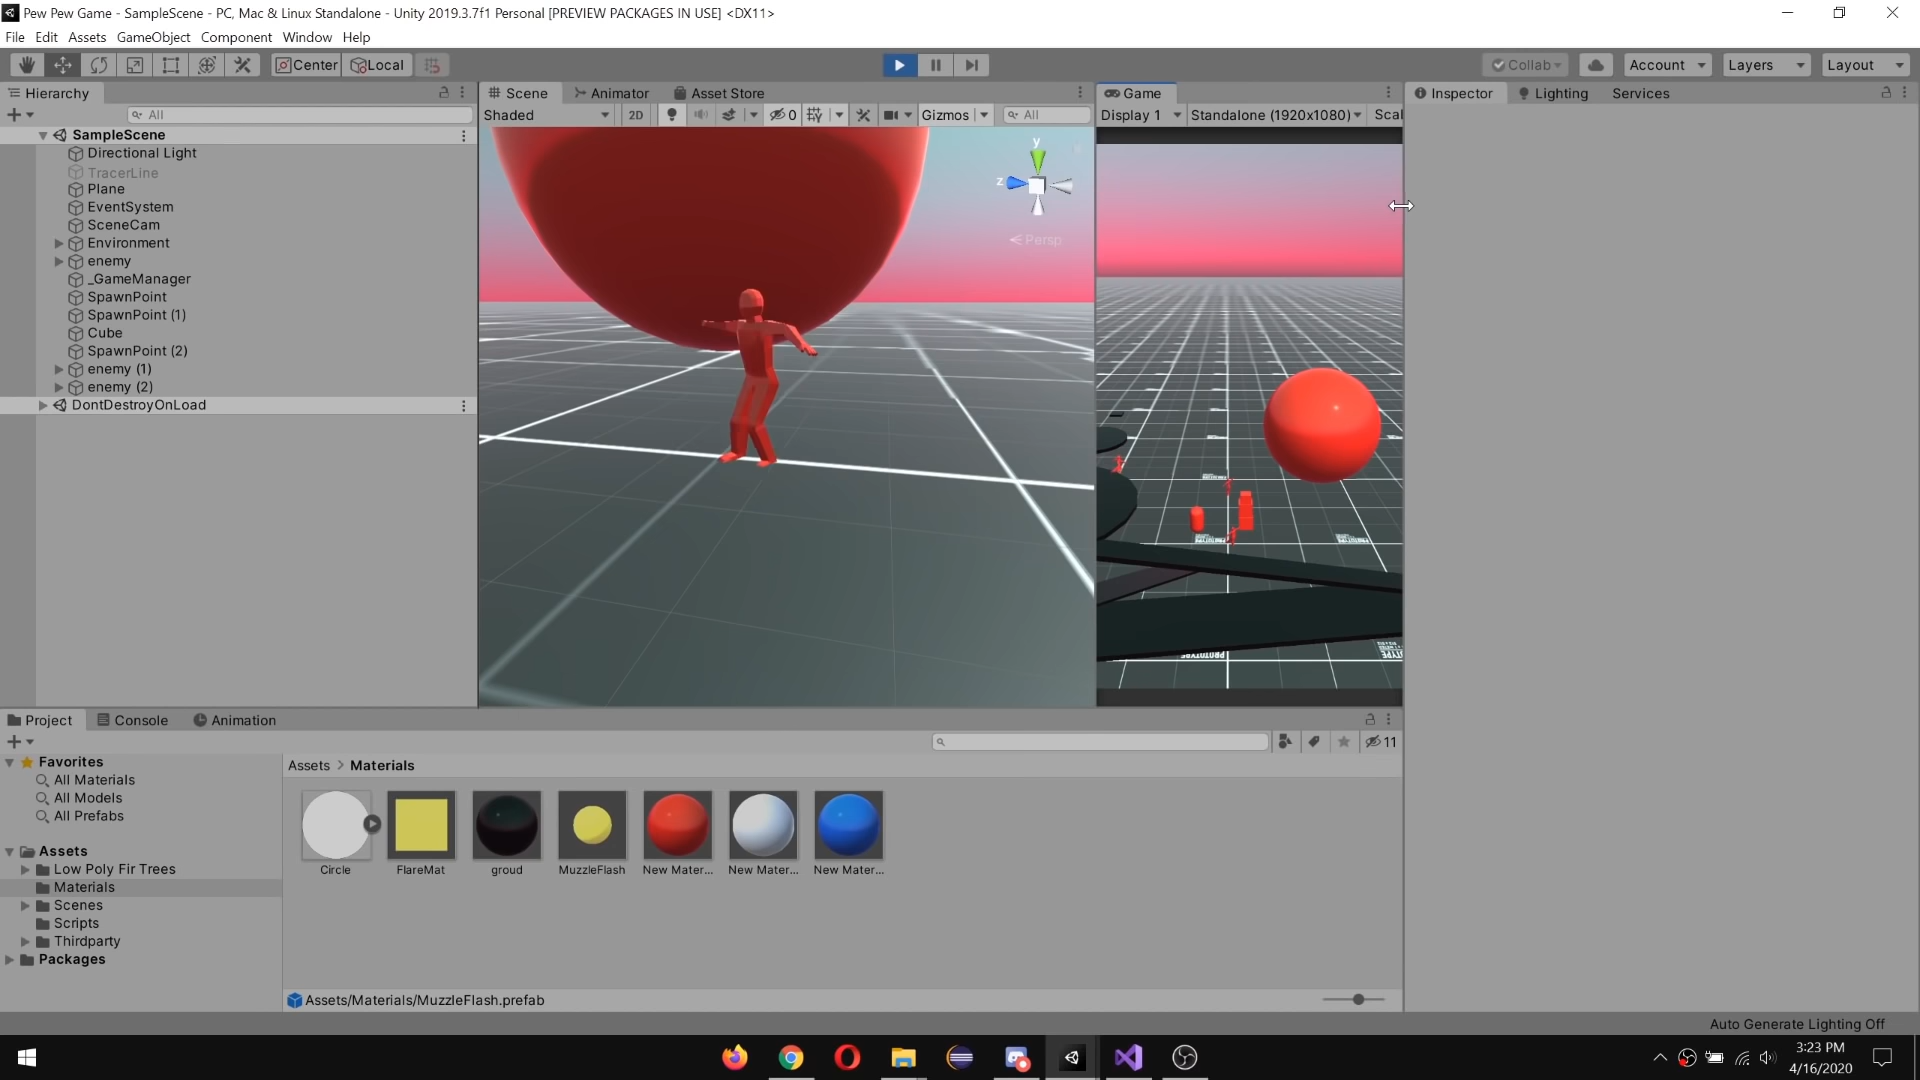 Pew Pew Game - SampleScene - PC, Mac & Linux Standalone - Unity 2019.3.7f1 Personal [PREVIEW PACKAGES IN USE] <DX11>
File Edit Assets GameObject Component Window Help
Center Local Collab Account Layers Layout
Hierarchy
All
SampleScene
Directional Light
TracerLine
Plane
EventSystem
SceneCam
Environment
enemy
_GameManager
SpawnPoint
SpawnPoint (1)
Cube
SpawnPoint (2)
enemy (1)
enemy (2)
DontDestroyOnLoad
Scene Animator Asset Store
Shaded 2D 0 Gizmos All
y
z
Persp
Game
Display 1 Standalone (1920x1080) Scal
PROTOTYPE
Inspector Lighting Services
Project Console Animation
11
Favorites
All Materials
All Models
All Prefabs
Assets
Low Poly Fir Trees
Materials
Scenes
Scripts
Thirdparty
Packages
Assets > Materials
Circle FlareMat groud MuzzleFlash New Mater... New Mater... New Mater...
Assets/Materials/MuzzleFlash.prefab
Auto Generate Lighting Off
3:23 PM
4/16/2020